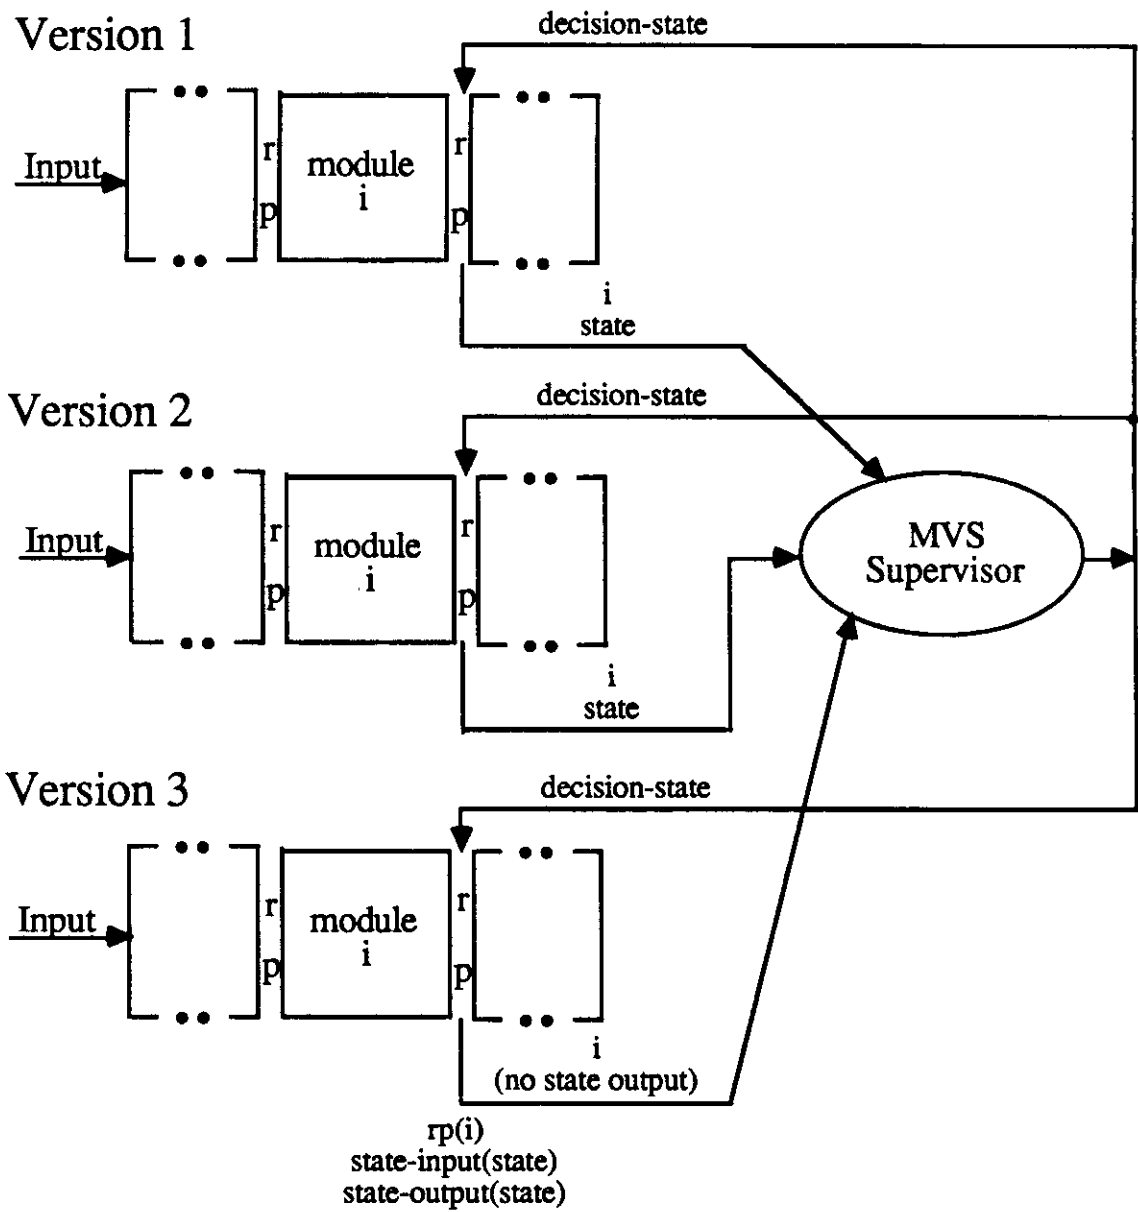 Version 1
decision-state
Input
r
p
module
i
r
p
i
state
Version 2
decision-state
Input
r
p
module
i
r
p
MVS
Supervisor
i
state
Version 3
decision-state
Input
r
p
module
i
r
p
i
(no state output)
rp(i)
state-input(state)
state-output(state)